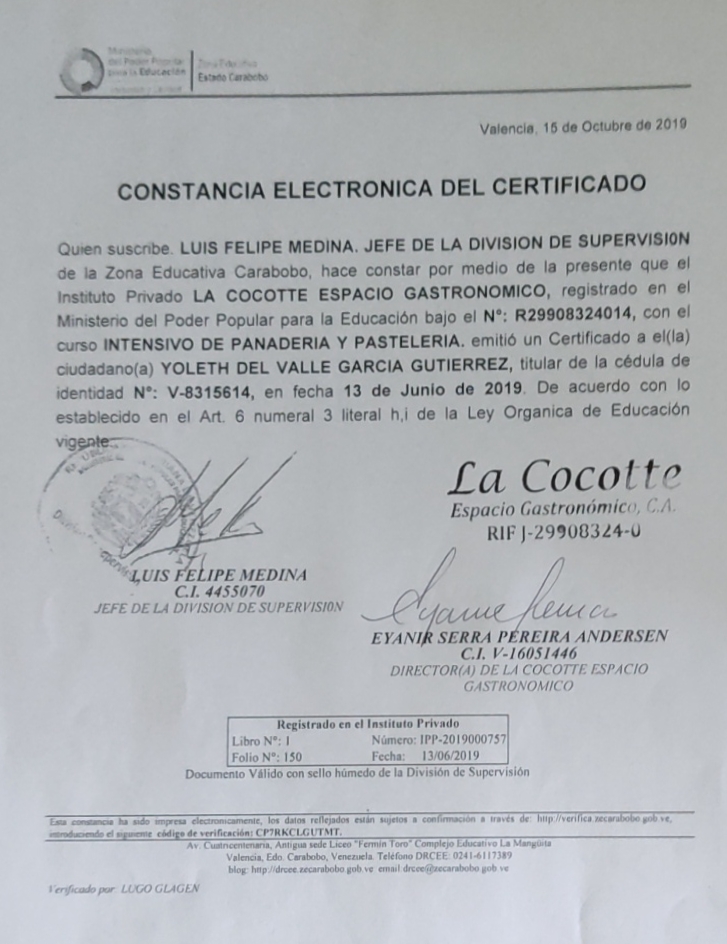 Ministerio
del Poder Popular
para la Educación
Zona Educativa
Estado Carabobo
Valencia, 15 de Octubre de 2019
CONSTANCIA ELECTRONICA DEL CERTIFICADO
Quien suscribe. LUIS FELIPE MEDINA. JEFE DE LA DIVISION DE SUPERVISI0N
de la Zona Educativa Carabobo, hace constar por medio de la presente que el
Instituto Privado LA COCOTTE ESPACIO GASTRONOMICO, registrado en el
Ministerio del Poder Popular para la Educación bajo el N°: R29908324014, con el
curso INTENSIVO DE PANADERIA Y PASTELERIA. emitió un Certificado a el(la)
ciudadano(a) YOLETH DEL VALLE GARCIA GUTIERREZ, titular de la cédula de
identidad N°: V-8315614, en fecha 13 de Junio de 2019. De acuerdo con lo
establecido en el Art. 6 numeral 3 literal h,i de la Ley Organica de Educación
vigente.
La Cocotte
Espacio Gastronómico, C.A.
RIF J-29908324-0
LUIS FELIPE MEDINA
C.I. 4455070
JEFE DE LA DIVISION DE SUPERVISI0N
EYANIR SERRA PEREIRA ANDERSEN
C.I. V-16051446
DIRECTOR(A) DE LA COCOTTE ESPACIO
GASTRONOMICO
Registrado en el Instituto Privado
Libro N°: 1 Número: IPP-2019000757
Folio N°: 150 Fecha: 13/06/2019
Documento Válido con sello húmedo de la División de Supervisión
Esta constancia ha sido impresa electronicamente, los datos reflejados están sujetos a confirmación a través de: http://verifica.zecarabobo.gob.ve,
introduciendo el siguiente código de verificación: CP7RKCLGUTMT.
Av. Cuatricentenaria, Antigua sede Liceo "Fermín Toro" Complejo Educativo La Manguita
Valencia, Edo. Carabobo, Venezuela. Teléfono DRCEE: 0241-6117389
blog: http://drcee.zecarabobo.gob.ve email drcee@zecarabobo.gob.ve
Verificado por: LUGO GLAGEN